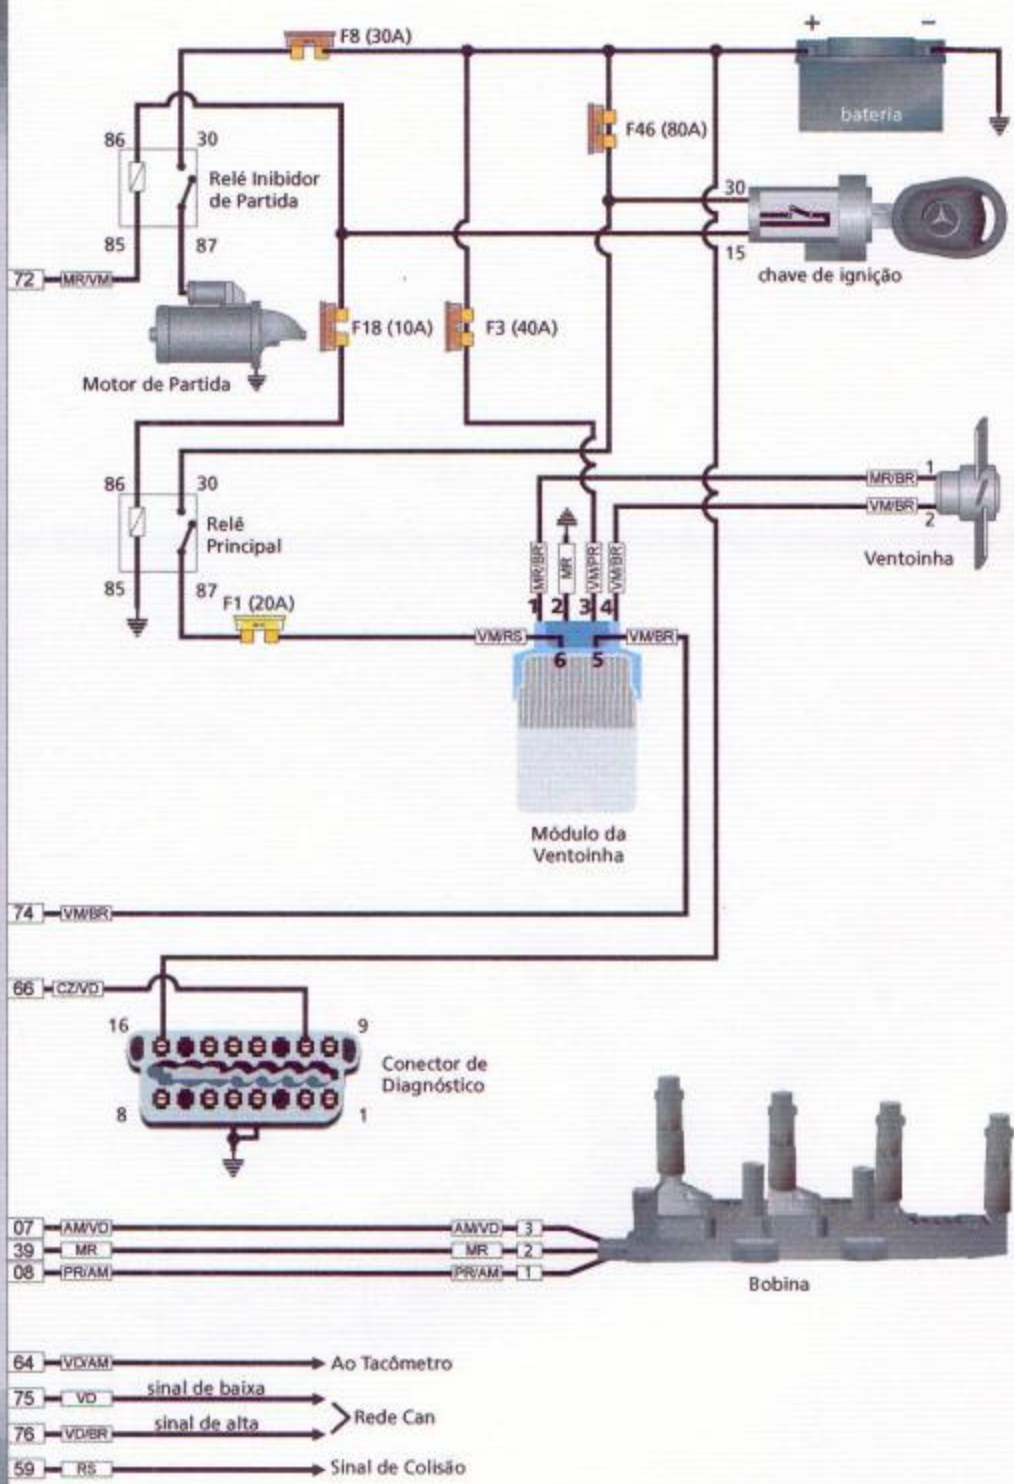 F8 (30A)
+ -
bateria
F46 (80A)
86 30
Relé Inibidor
de Partida
85 87
30
15
chave de ignição
72 MR/VM
F18 (10A)
F3 (40A)
Motor de Partida
86 30
Relé
Principal
85 87
F1 (20A)
MR/BR 1
VM/BR 2
Ventoinha
MR/BR MR VM/PR VM/BR
1 2 3 4
VM/RS 6 5 VM/BR
Módulo da
Ventoinha
74 VM/BR
66 CZ/VD
16 9
Conector de
Diagnóstico
8 1
07 AM/VD AM/VD 3
39 MR MR 2
08 PR/AM PR/AM 1
Bobina
64 VD/AM Ao Tacômetro
75 VD sinal de baixa
Rede Can
76 VD/BR sinal de alta
59 RS Sinal de Colisão